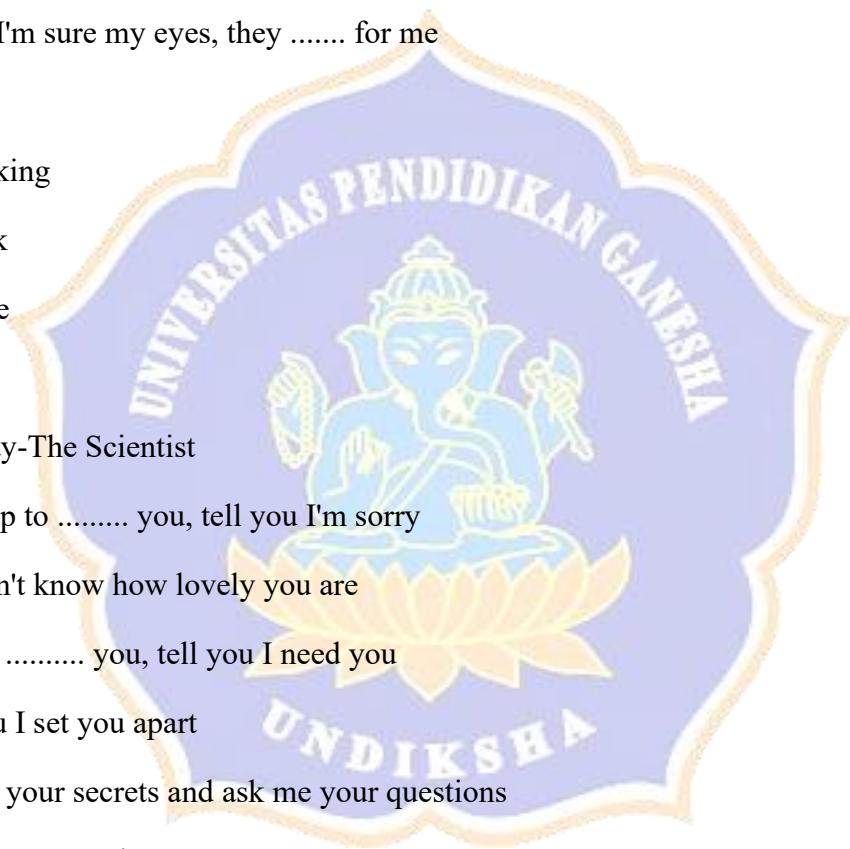 I'm sure my eyes, they ....... for me
king
k
e
y-The Scientist
p to ......... you, tell you I'm sorry
n't know how lovely you are
.......... you, tell you I need you
u I set you apart
your secrets and ask me your questions
UNIVERSITAS PENDIDIKAN GANESHA
UNDIKSHA